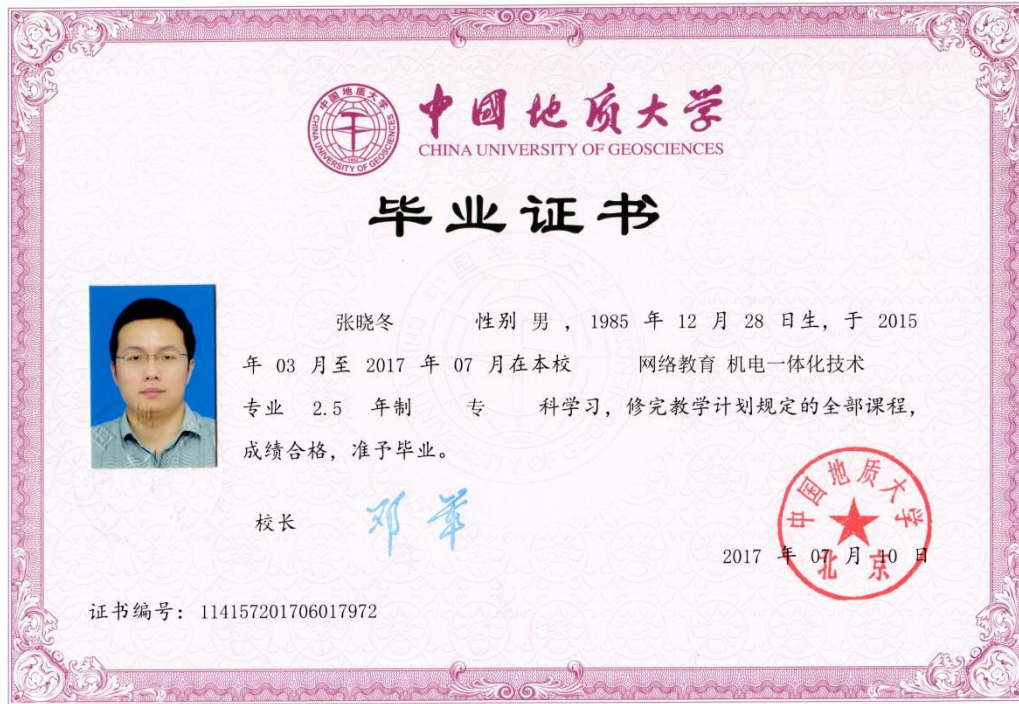 中國地质大学
CHINA UNIVERSITY OF GEOSCIENCES
毕业证书
张晓冬 性别 男 ，1985 年 12 月 28 日生，于 2015
年 03 月至 2017 年 07 月在本校 网络教育 机电一体化技术
专业 2.5 年制 专 科学习，修完教学计划规定的全部课程，
成绩合格，准予毕业。
校长 邓军
中国地质大学
北京
2017 年 07 月 10 日
证书编号：114157201706017972